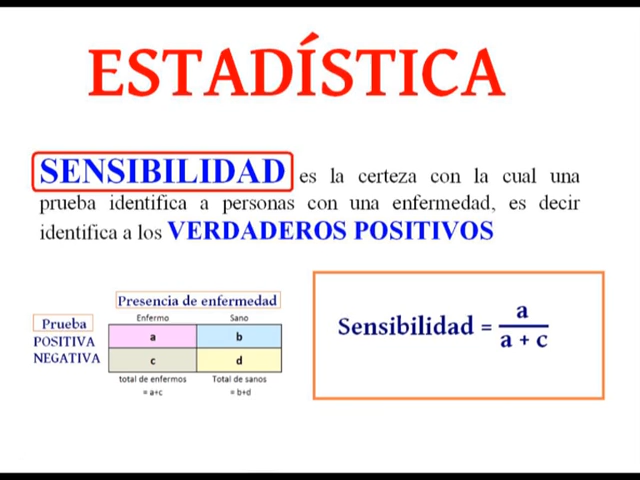 ESTADÍSTICA
SENSIBILIDAD es la certeza con la cual una
prueba identifica a personas con una enfermedad, es decir
identifica a los VERDADEROS POSITIVOS
Presencia de enfermedad
Enfermo Sano
Prueba
POSITIVA a b
NEGATIVA c d
total de enfermos Total de sanos
= a+c = b+d
Sensibilidad = a
a + c